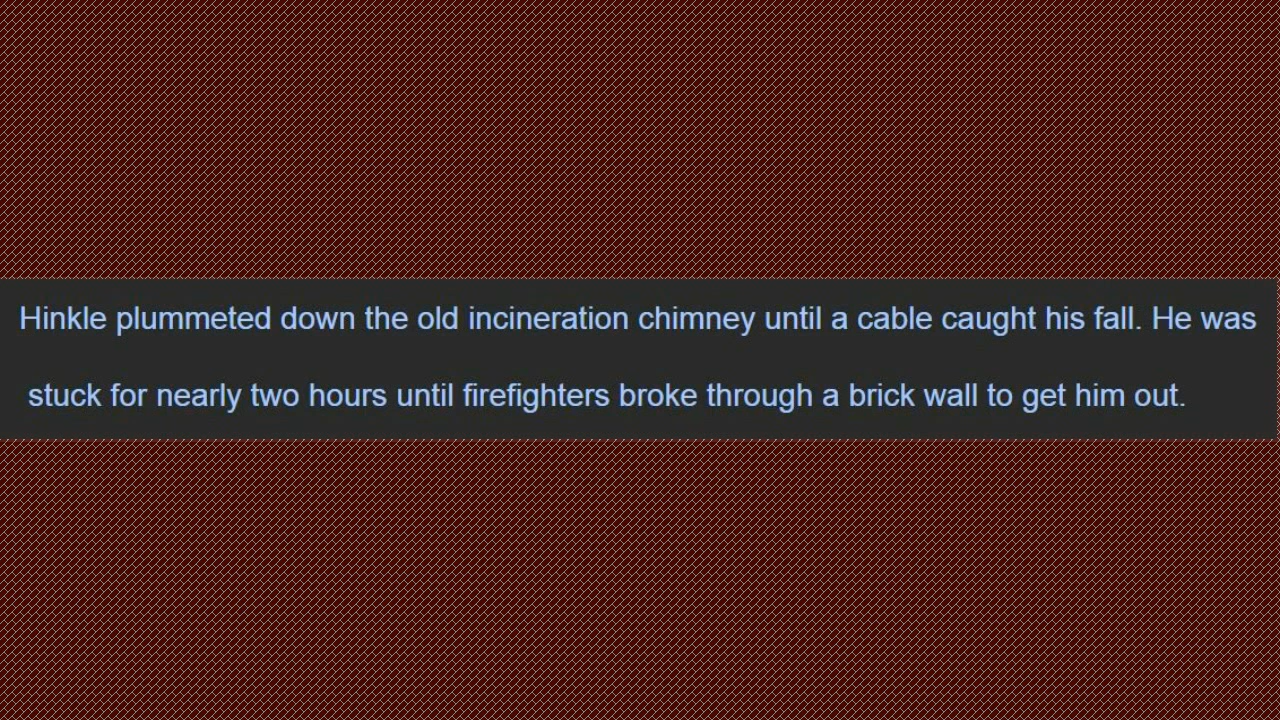 Hinkle plummeted down the old incineration chimney until a cable caught his fall. He was
stuck for nearly two hours until firefighters broke through a brick wall to get him out.